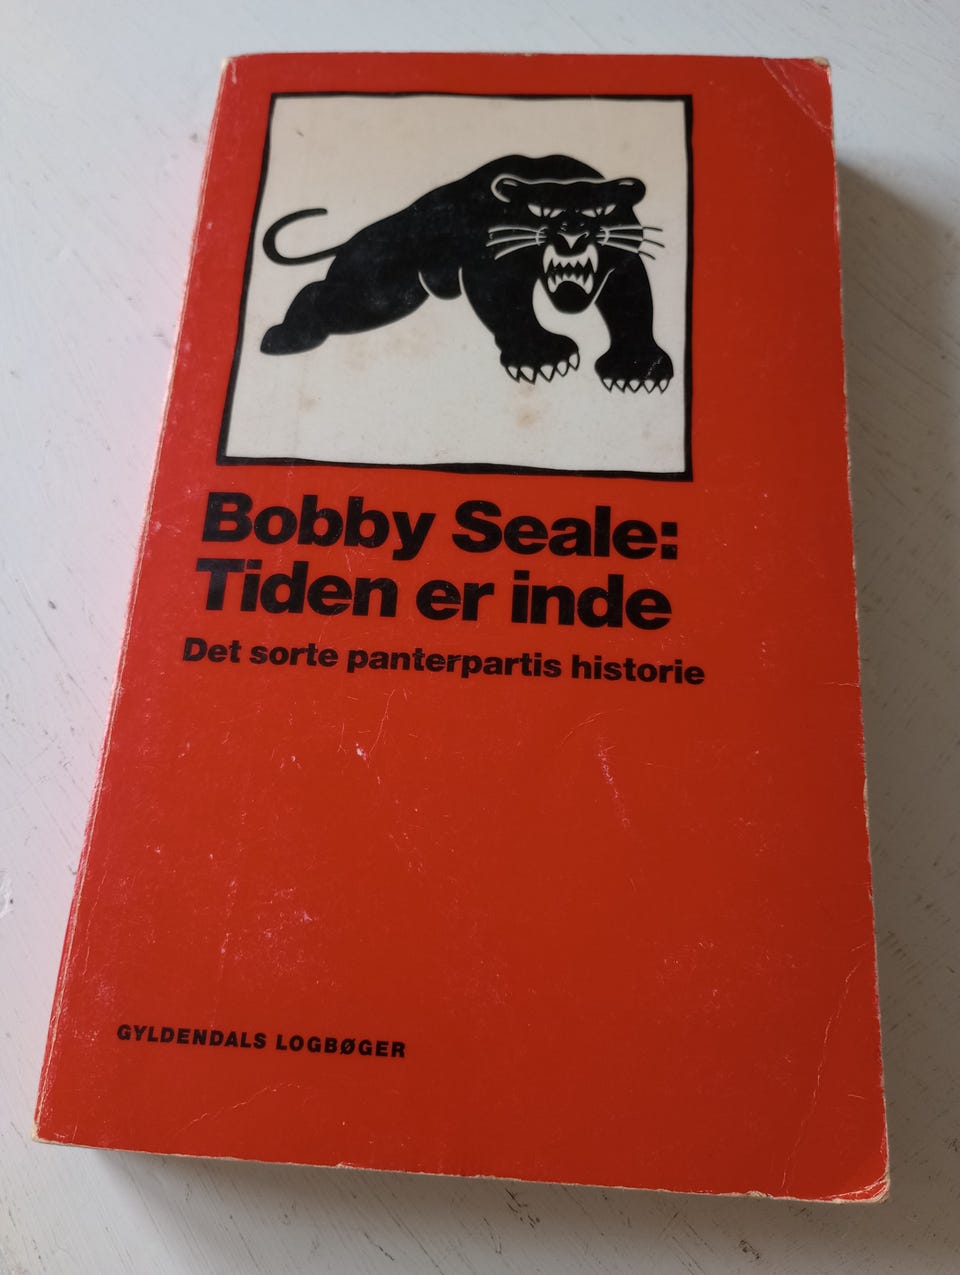 Bobby Seale:
Tiden er inde
Det sorte panterpartis historie
GYLDENDALS LOGBØGER